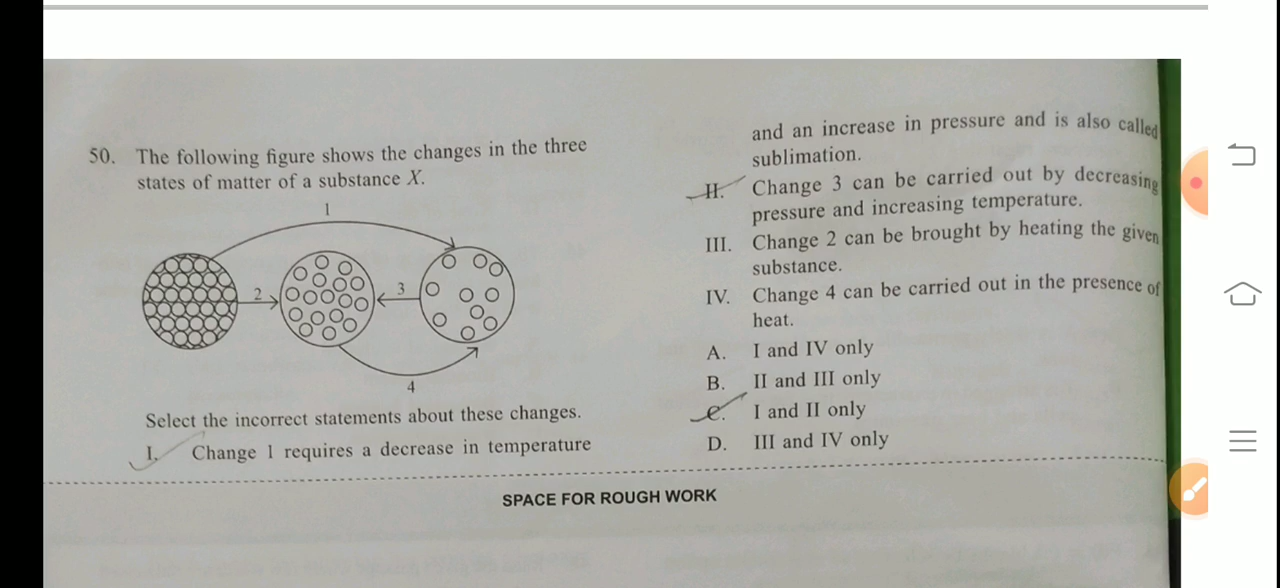 50. The following figure shows the changes in the three
states of matter of a substance X.
1
2
3
4
Select the incorrect statements about these changes.
I. Change 1 requires a decrease in temperature
and an increase in pressure and is also called
sublimation.
II. Change 3 can be carried out by decreasing
pressure and increasing temperature.
III. Change 2 can be brought by heating the given
substance.
IV. Change 4 can be carried out in the presence of
heat.
A. I and IV only
B. II and III only
C. I and II only
D. III and IV only
SPACE FOR ROUGH WORK